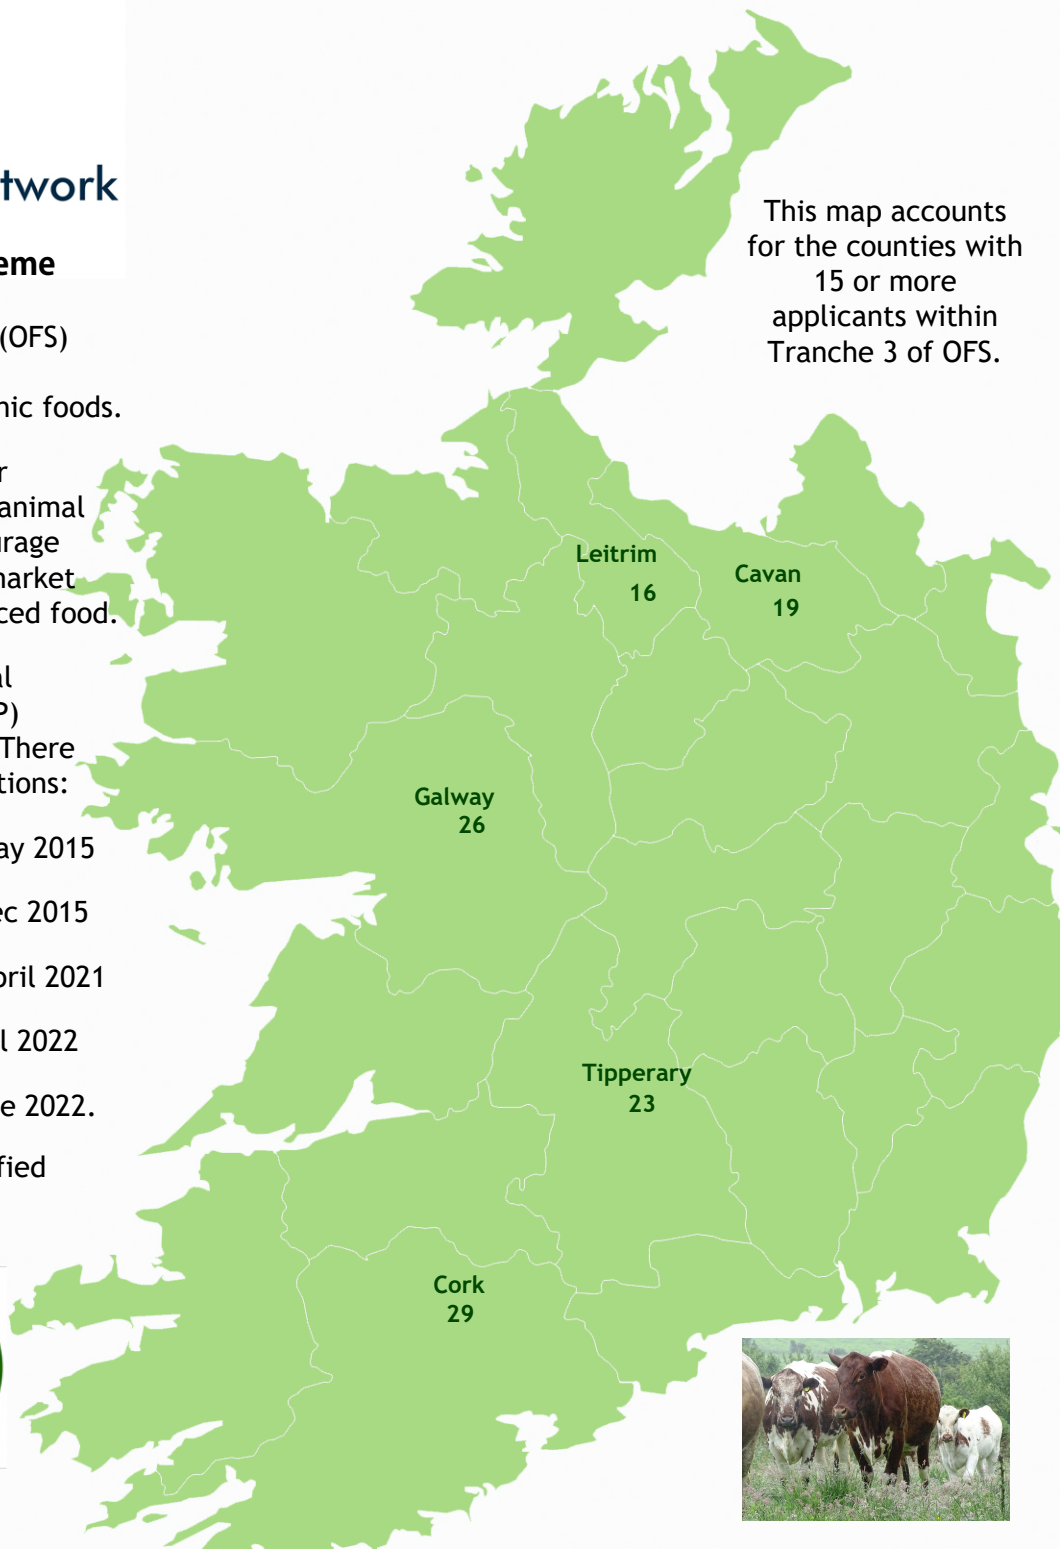 twork
eme
(OFS)
nic foods.
r
animal
urage
market
ced food.
al
P)
There
tions:
ay 2015
ec 2015
pril 2021
l 2022
e 2022.
fied
This map accounts
for the counties with
15 or more
applicants within
Tranche 3 of OFS.
Leitrim
16
Cavan
19
Galway
26
Tipperary
23
Cork
29